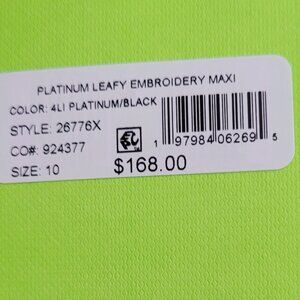 PLATINUM LEAFY EMBROIDERY MAXI
COLOR: 4LI PLATINUM/BLACK
STYLE: 26776X
CO#: 924377
SIZE: 10
1 97984 06269 5
$168.00